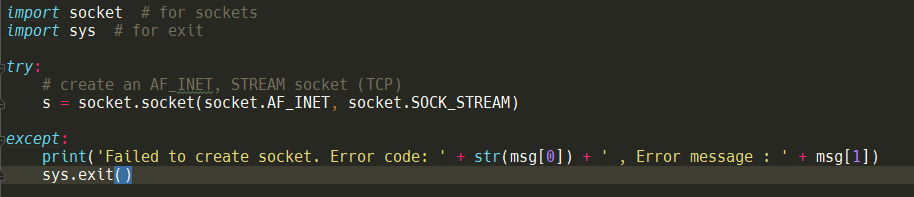 import socket  # for sockets
import sys  # for exit
try:
# create an AF_INET, STREAM socket (TCP)
s = socket.socket(socket.AF_INET, socket.SOCK_STREAM)
except:
print('Failed to create socket. Error code: ' + str(msg[0]) + ' , Error message : ' + msg[1])
sys.exit()